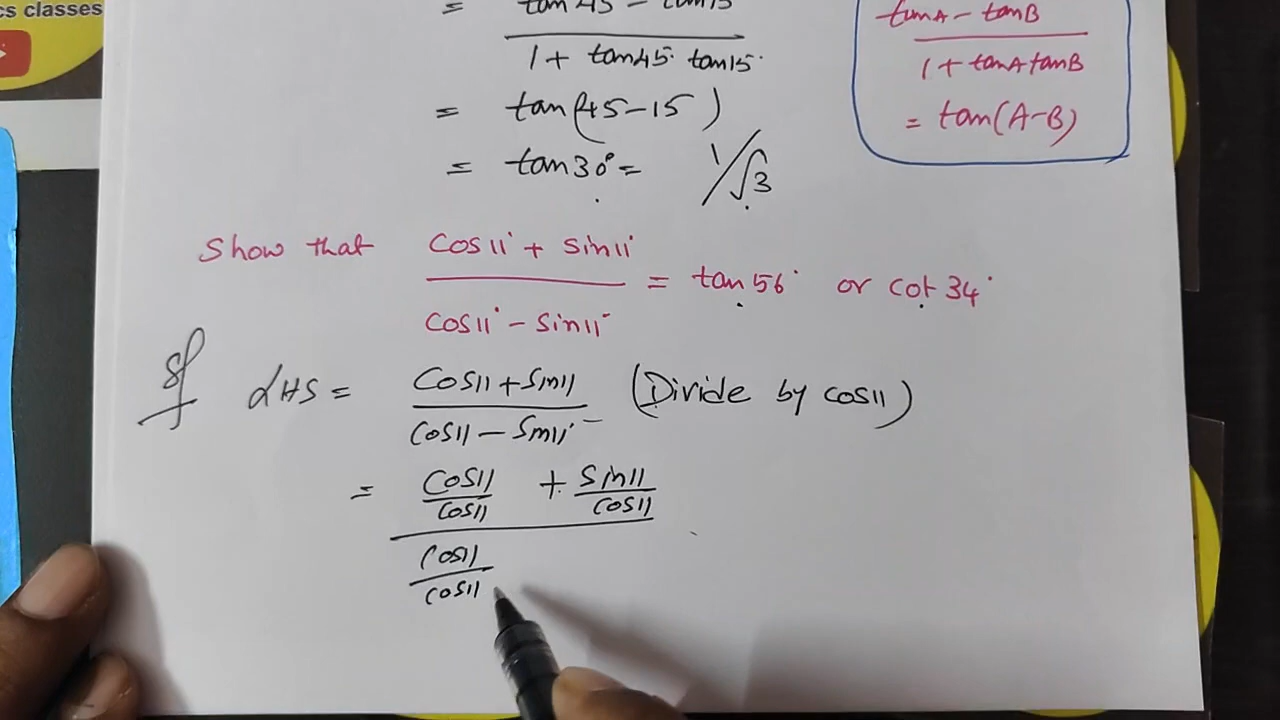 cs classes
= tan45 - tan15
1 + tan45° tan15°
= tan(45-15)
= tan30° = 1/√3
tanA - tanB
1 + tanA tanB
= tan(A-B)
Show that cos11° + sin11° = tan56° or cot34°
cos11° - sin11°
LHS = cos11 + sin11 (Divide by cos11)
cos11 - sin11°
= cos11 + sin11
cos11 cos11
cos11
cos11